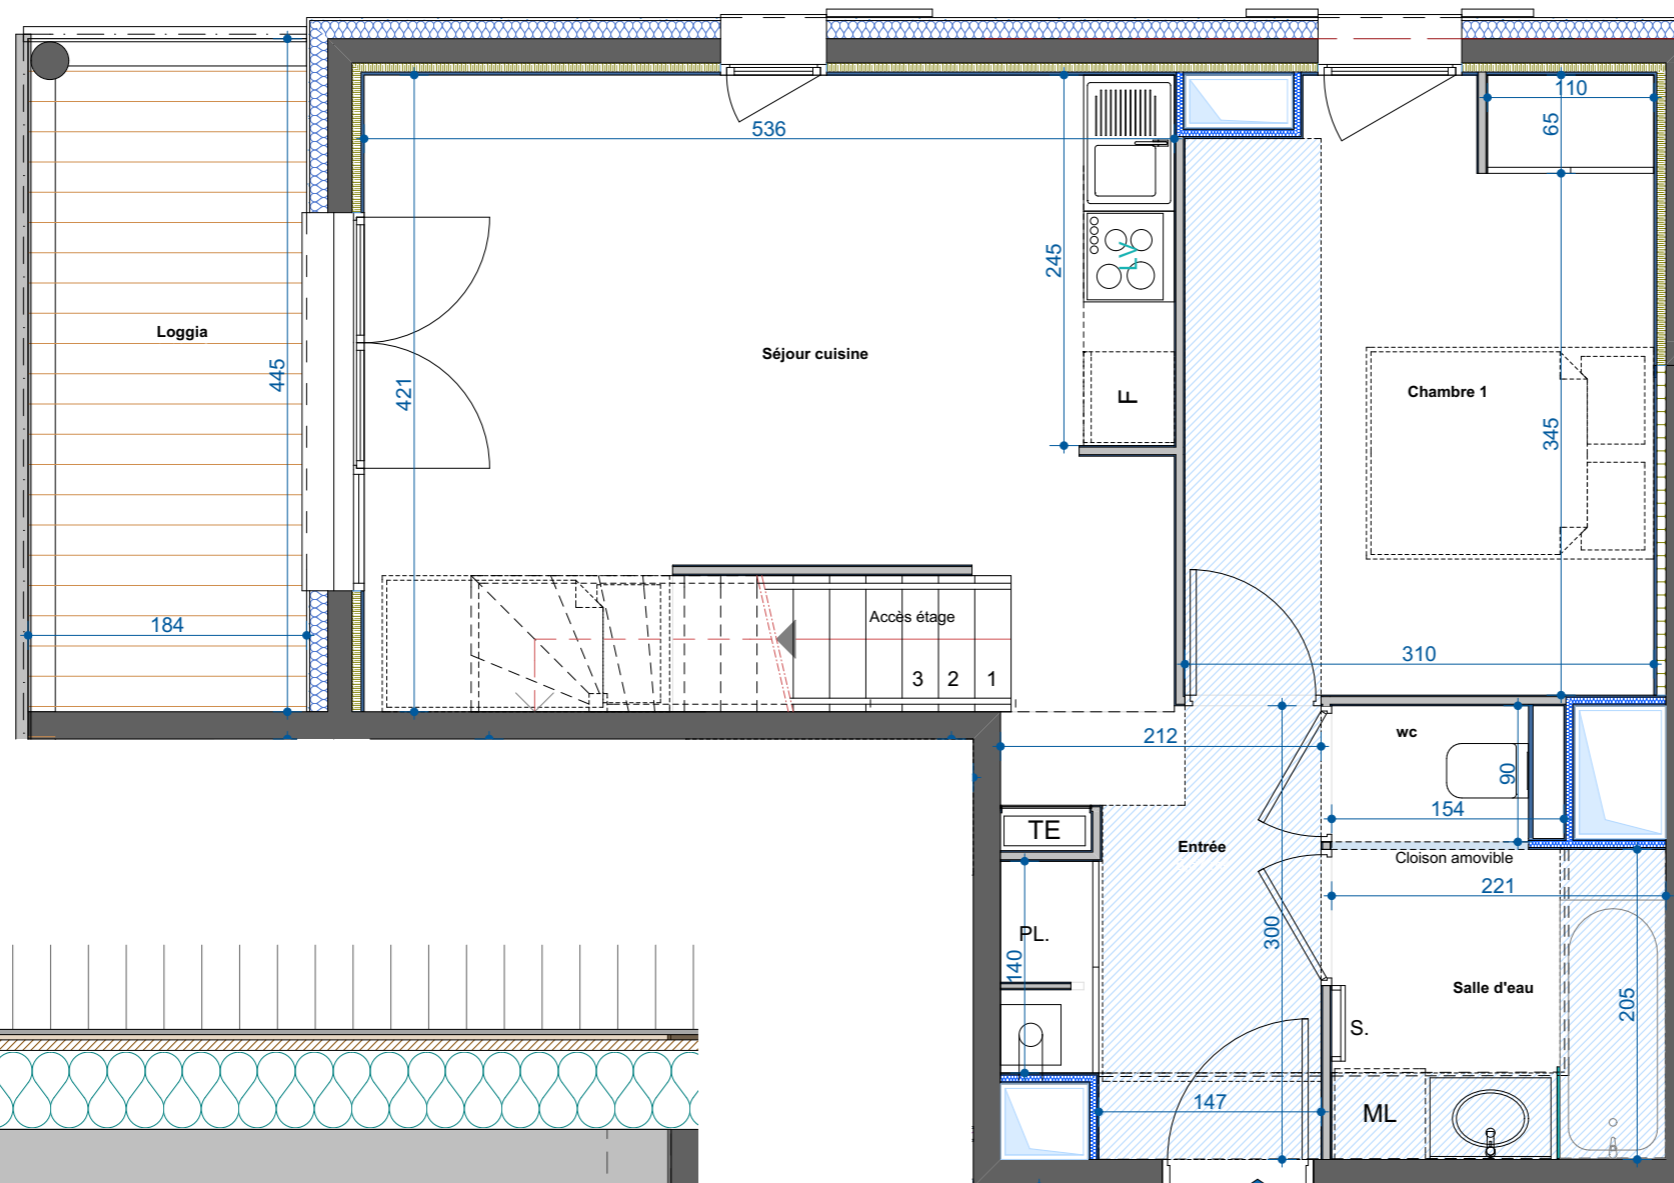 110
65
536
Loggia
445
421
Séjour cuisine
245
LV
F
Chambre 1
345
184
Accès étage
3 2 1
310
212
wc
90
154
TE
Entrée
Cloison amovible
221
PL.
140
300
Salle d'eau
205
S.
147
ML